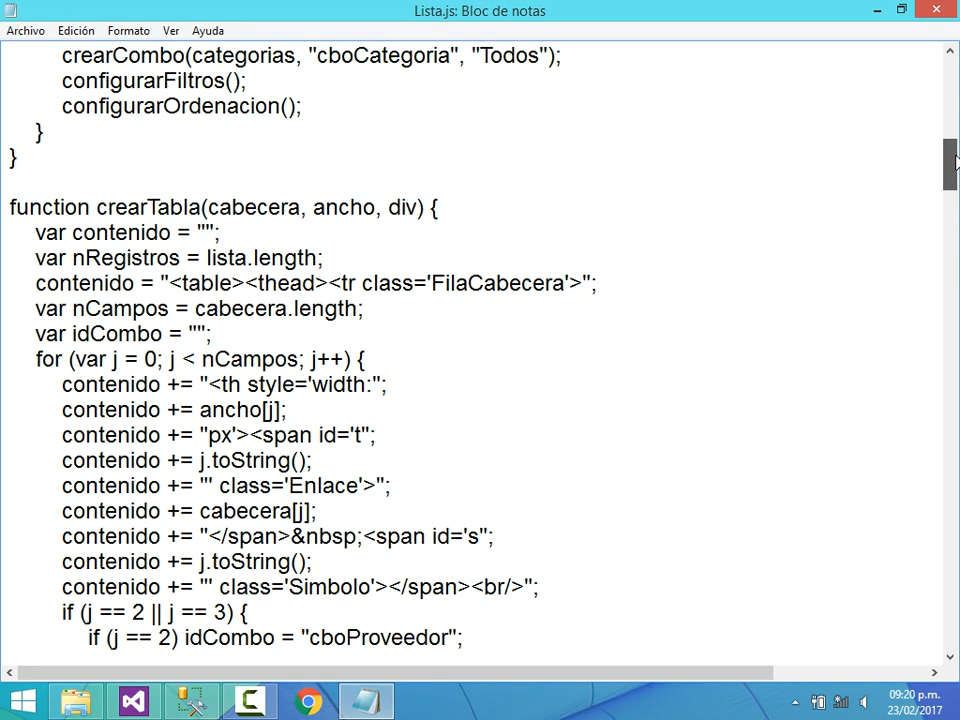 Lista.js: Bloc de notas
Archivo Edición Formato Ver Ayuda
crearCombo(categorias, "cboCategoria", "Todos");
configurarFiltros();
configurarOrdenacion();
}
}
function crearTabla(cabecera, ancho, div) {
var contenido = "";
var nRegistros = lista.length;
contenido = "<table><thead><tr class='FilaCabecera'>";
var nCampos = cabecera.length;
var idCombo = "";
for (var j = 0; j < nCampos; j++) {
contenido += "<th style='width:";
contenido += ancho[j];
contenido += "px'><span id='t";
contenido += j.toString();
contenido += "' class='Enlace'>";
contenido += cabecera[j];
contenido += "</span>&nbsp;<span id='s";
contenido += j.toString();
contenido += "' class='Simbolo'></span><br/>";
if (j == 2 || j == 3) {
if (j == 2) idCombo = "cboProveedor";
09:20 p.m.
23/02/2017